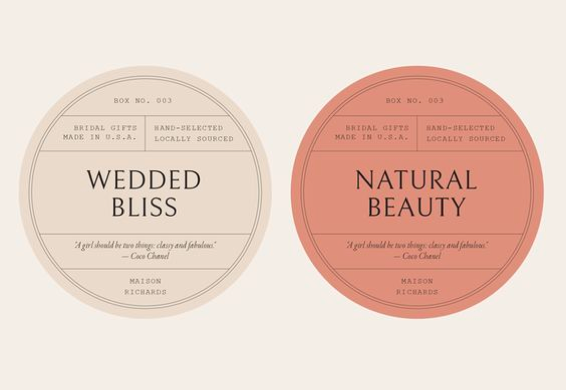 BOX NO. 003
BRIDAL GIFTS
MADE IN U.S.A.
HAND-SELECTED
LOCALLY SOURCED
WEDDED
BLISS
"A girl should be two things: classy and fabulous."
— Coco Chanel
MAISON
RICHARDS
BOX NO. 003
BRIDAL GIFTS
MADE IN U.S.A.
HAND-SELECTED
LOCALLY SOURCED
NATURAL
BEAUTY
"A girl should be two things: classy and fabulous."
— Coco Chanel
MAISON
RICHARDS